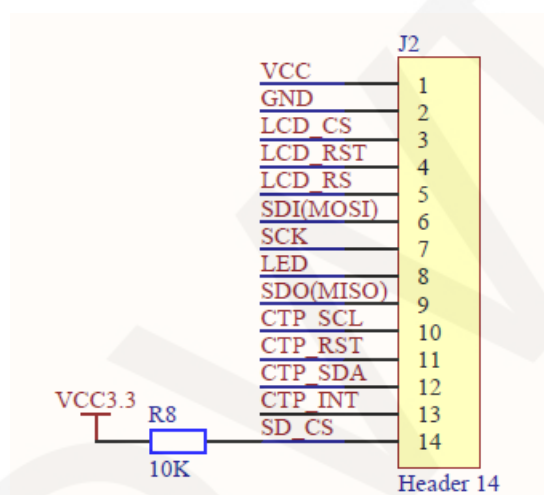 J2
VCC 1
GND 2
LCD_CS 3
LCD_RST 4
LCD_RS 5
SDI(MOSI) 6
SCK 7
LED 8
SDO(MISO) 9
CTP_SCL 10
CTP_RST 11
CTP_SDA 12
CTP_INT 13
VCC3.3 R8 SD_CS 14
10K
Header 14